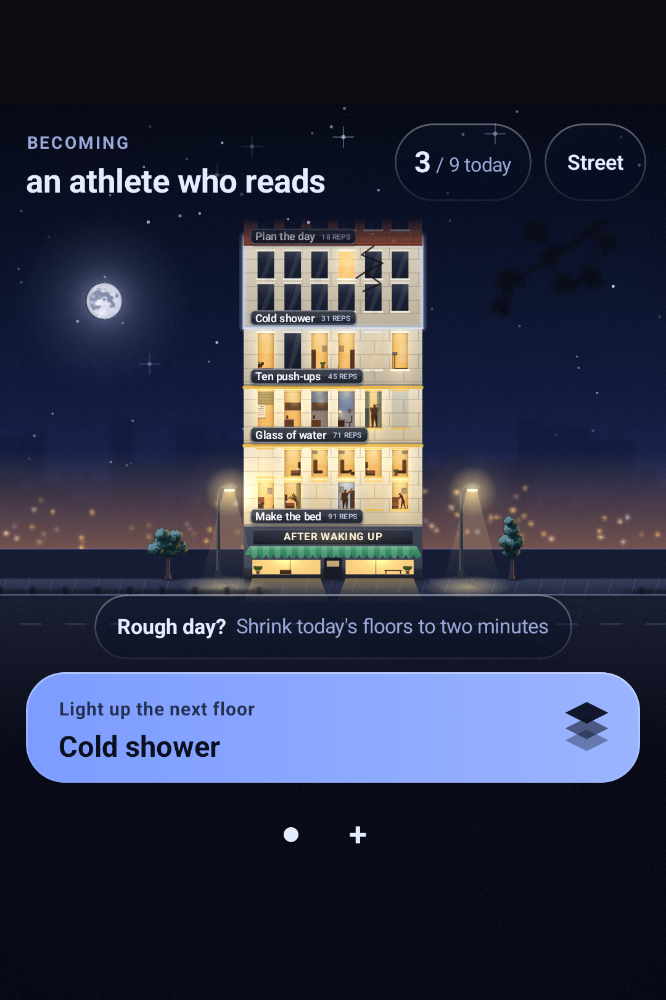 BECOMING
an athlete who reads
3 / 9 today
Street
Plan the day 18 REPS
Cold shower 31 REPS
Ten push-ups 45 REPS
Glass of water 71 REPS
Make the bed 91 REPS
AFTER WAKING UP
Rough day? Shrink today's floors to two minutes
Light up the next floor
Cold shower
+